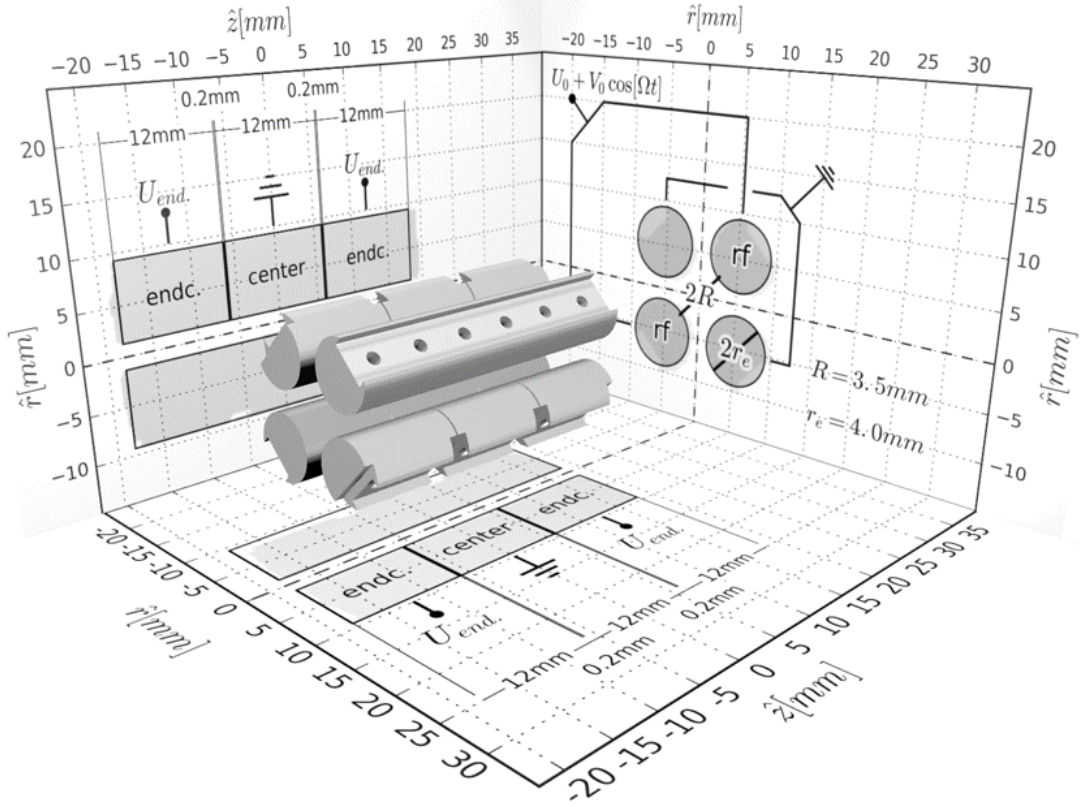 ẑ[mm]
−20 −15 −10 −5 0 5 10 15 20 25 30 35
r̂[mm]
−20 −15 −10 −5 0 5 10 15 20 25 30
0.2mm
0.2mm
12mm
12mm
12mm
U_end.
U_end.
endc.
center
endc.
20
15
10
5
0
−5
−10
r̂[mm]
U_0 + V_0 cos[Ωt]
rf
2R
rf
2r_e
R = 3.5mm
r_e = 4.0mm
20
15
10
5
0
−5
−10
r̂[mm]
endc.
center
endc.
U_end.
U_end.
12mm
12mm
12mm
0.2mm
0.2mm
-20 -15 -10 -5 0 5 10 15 20 25 30
r̂[mm]
-20 -15 -10 -5 0 5 10 15 20 25 30 35
ẑ[mm]